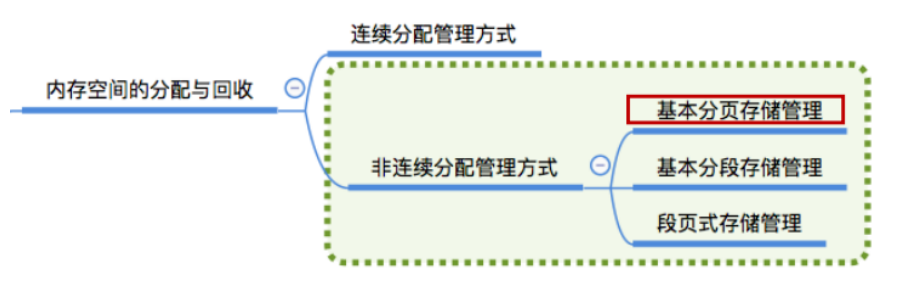 连续分配管理方式
内存空间的分配与回收
基本分页存储管理
非连续分配管理方式
基本分段存储管理
段页式存储管理